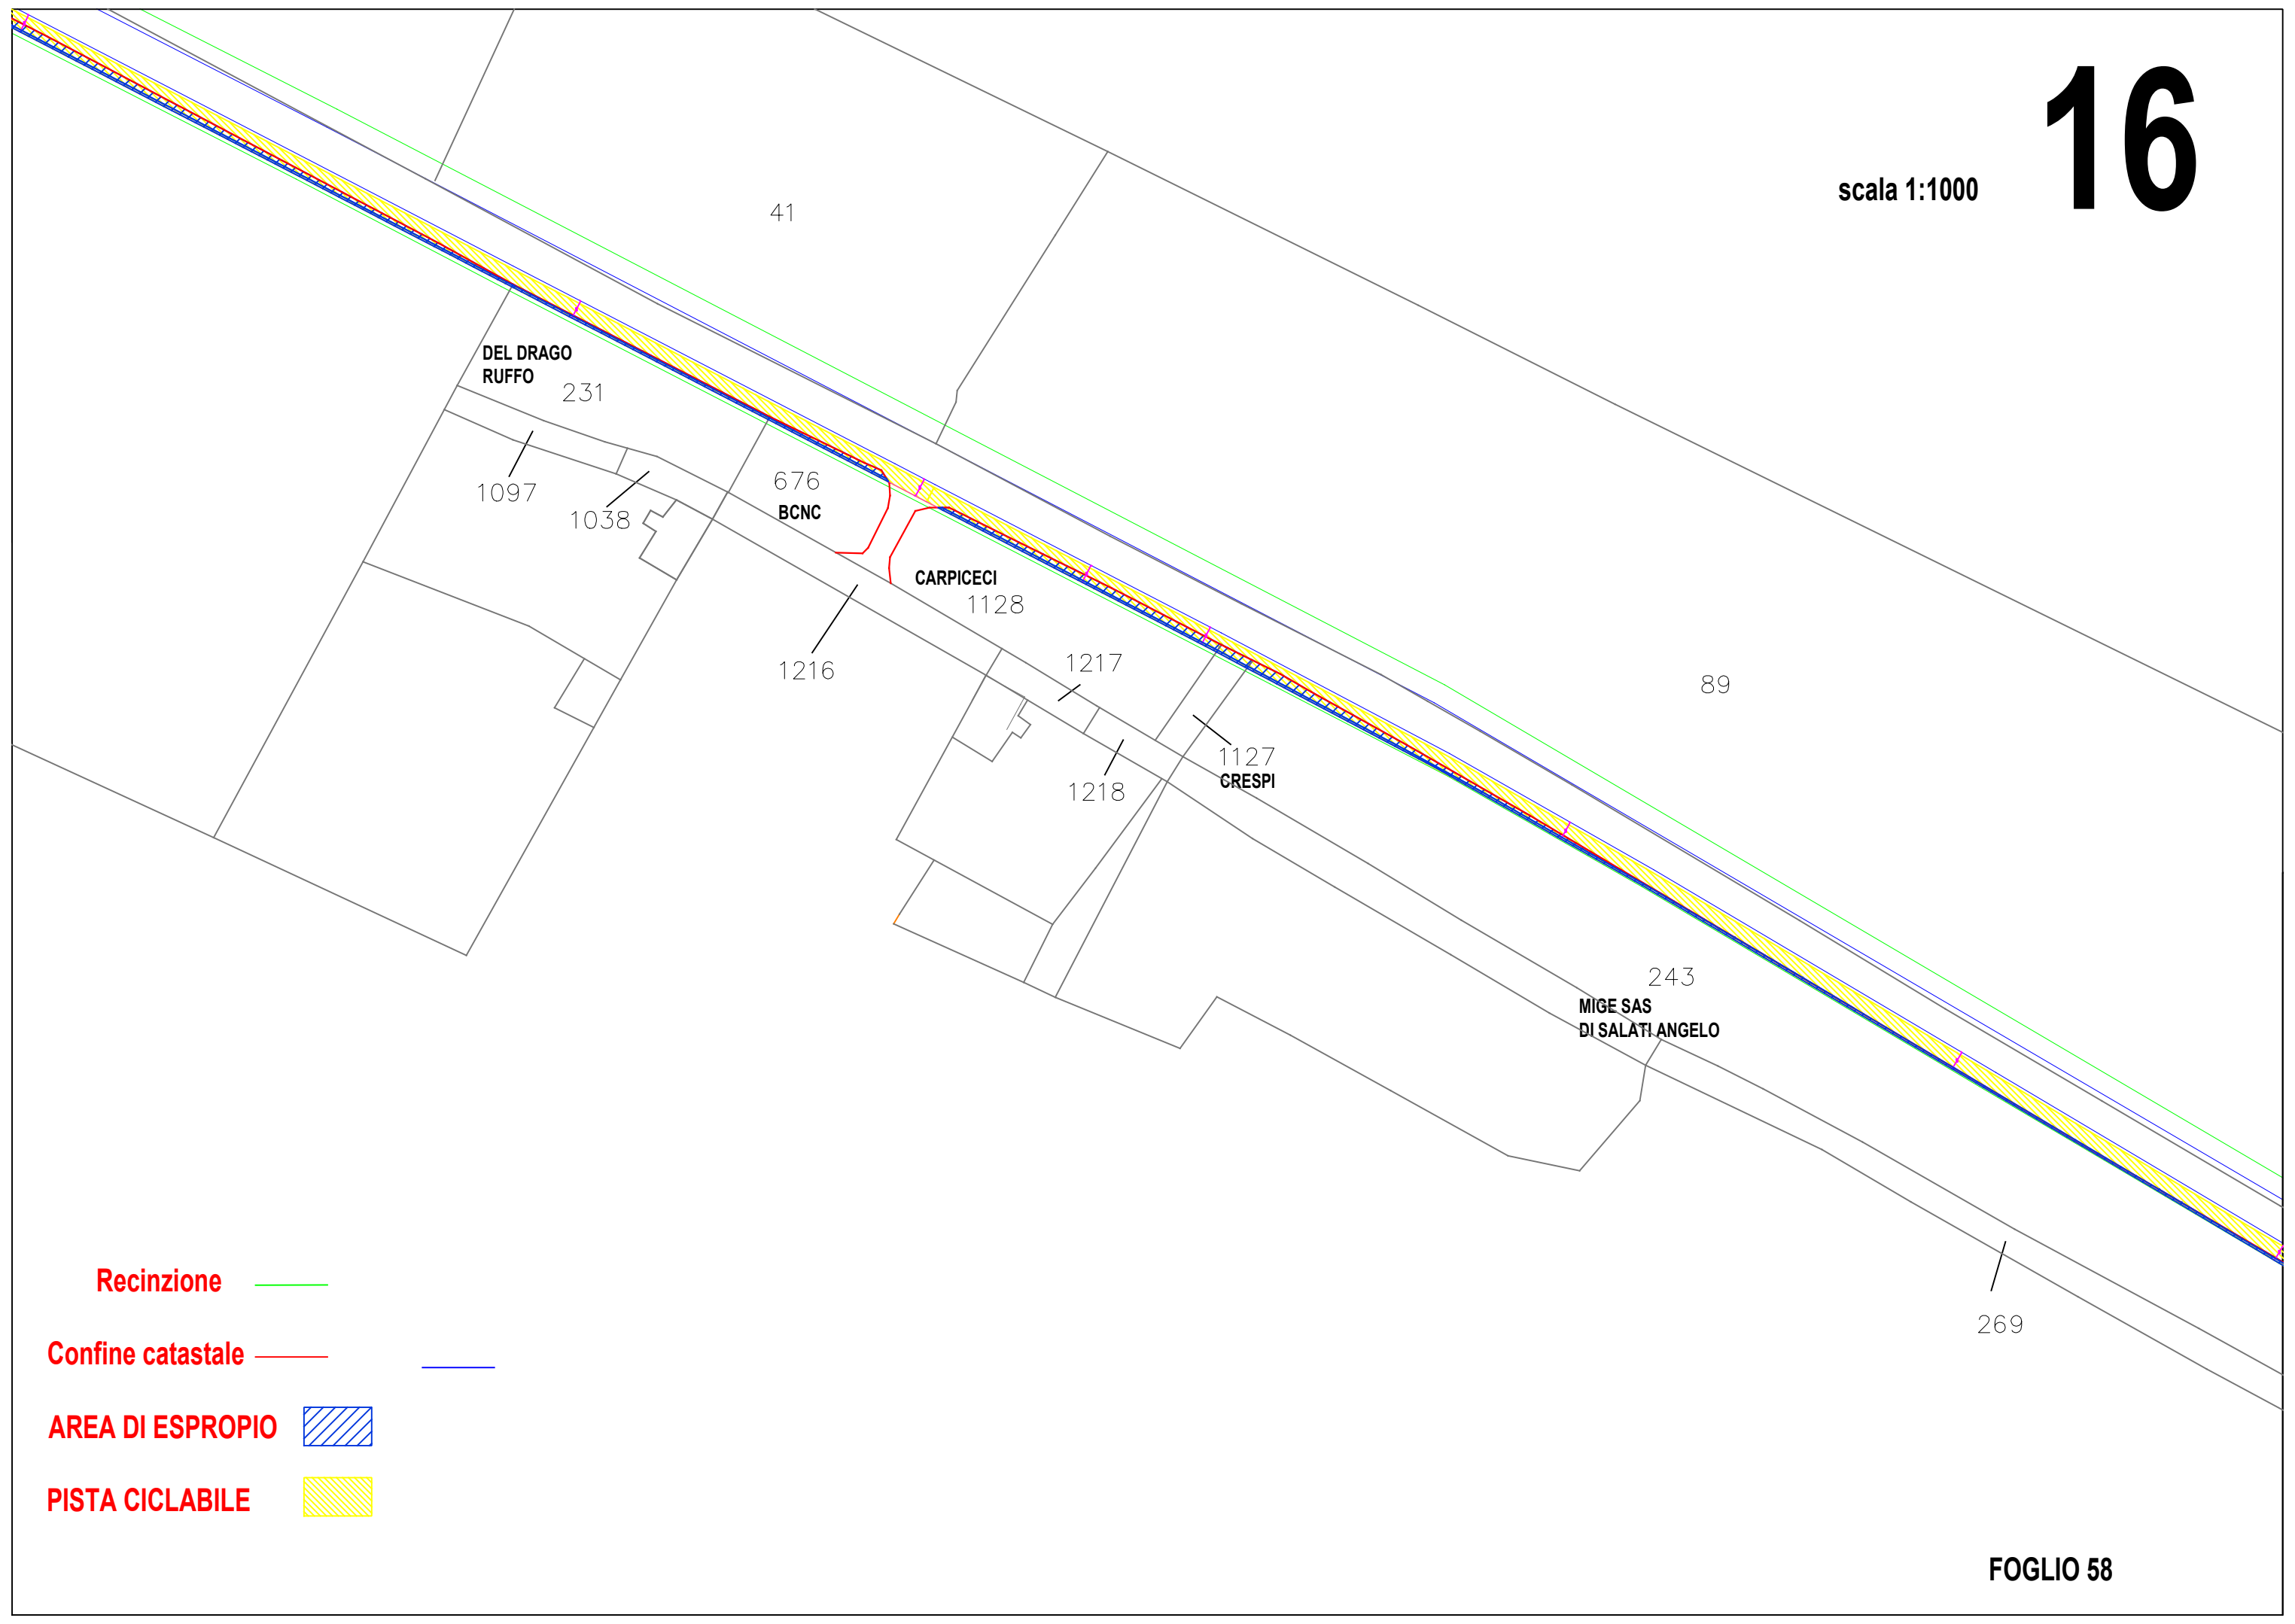 16
scala 1:1000
41
DEL DRAGO
RUFFO
231
676
BCNC
1097
1038
CARPICECI
1128
1216
1217
89
1127
CRESPI
1218
243
MIGE SAS
DI SALATI ANGELO
269
Recinzione
Confine catastale
AREA DI ESPROPIO
PISTA CICLABILE
FOGLIO 58